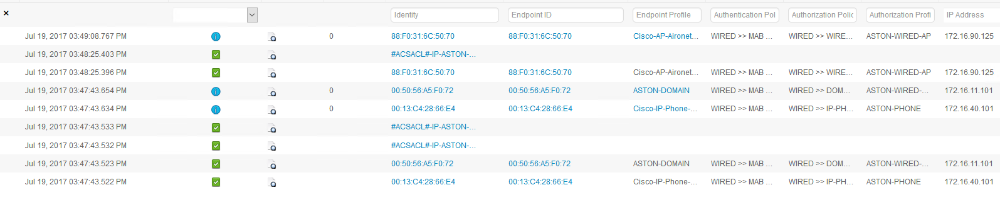 × Identity Endpoint ID Endpoint Profile Authentication Pol Authorization Polic Authorization Profi IP Address
Jul 19, 2017 03:49:08.767 PM 0 88:F0:31:6C:50:70 88:F0:31:6C:50:70 Cisco-AP-Aironet... WIRED >> MAB ... WIRED >> WIRE... ASTON-WIRED-AP 172.16.90.125
Jul 19, 2017 03:48:25.403 PM #ACSACL#-IP-ASTON-...
Jul 19, 2017 03:48:25.396 PM 88:F0:31:6C:50:70 88:F0:31:6C:50:70 Cisco-AP-Aironet... WIRED >> MAB ... WIRED >> WIRE... ASTON-WIRED-AP 172.16.90.125
Jul 19, 2017 03:47:43.654 PM 0 00:50:56:A5:F0:72 00:50:56:A5:F0:72 ASTON-DOMAIN WIRED >> MAB ... WIRED >> DOM... ASTON-WIRED-... 172.16.11.101
Jul 19, 2017 03:47:43.634 PM 0 00:13:C4:28:66:E4 00:13:C4:28:66:E4 Cisco-IP-Phone-... WIRED >> MAB ... WIRED >> IP-PH... ASTON-PHONE 172.16.40.101
Jul 19, 2017 03:47:43.533 PM #ACSACL#-IP-ASTON-...
Jul 19, 2017 03:47:43.532 PM #ACSACL#-IP-ASTON-...
Jul 19, 2017 03:47:43.523 PM 00:50:56:A5:F0:72 00:50:56:A5:F0:72 ASTON-DOMAIN WIRED >> MAB ... WIRED >> DOM... ASTON-WIRED-... 172.16.11.101
Jul 19, 2017 03:47:43.522 PM 00:13:C4:28:66:E4 00:13:C4:28:66:E4 Cisco-IP-Phone-... WIRED >> MAB ... WIRED >> IP-PH... ASTON-PHONE 172.16.40.101